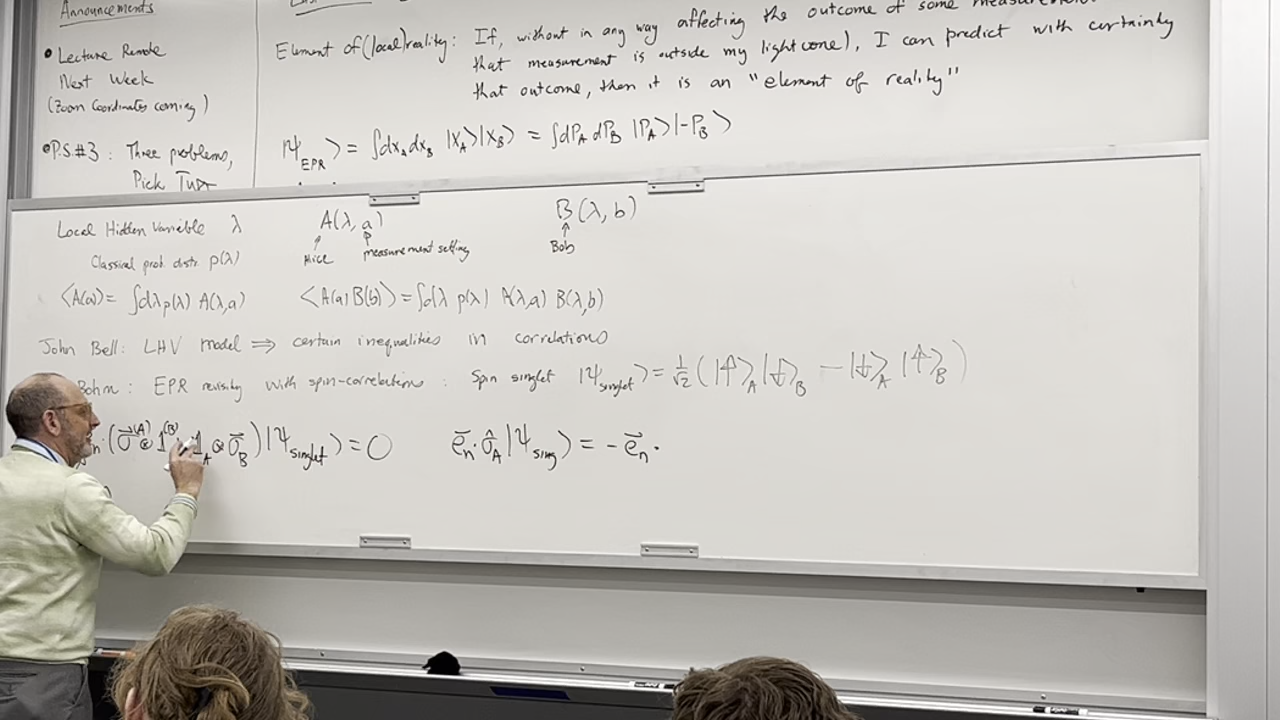 Announcements
• Lecture Remote
Next Week
(Zoom Coordinates coming)
• P.S.#3: Three problems,
Pick Two
Element of (local) reality: If, without in any way affecting the outcome of some measurement
that measurement is outside my light cone), I can predict with certainty
that outcome, then it is an "element of reality"
|Ψ_EPR⟩ = ∫dx_A dx_B |x_A⟩|x_B⟩ = ∫dP_A dP_B |P_A⟩|-P_B⟩
Local Hidden Variable λ A(λ, a) B(λ, b)
Alice measurement setting Bob
Classical prob. distr. p(λ)
⟨A(a)⟩ = ∫dλ p(λ) A(λ,a) ⟨A(a) B(b)⟩ = ∫dλ p(λ) A(λ,a) B(λ,b)
John Bell: LHV model ⇒ certain inequalities in correlations
Bohm: EPR revisity with spin-correlations: Spin singlet |Ψ_singlet⟩ = 1/√2 (|↑⟩_A |↓⟩_B − |↓⟩_A |↑⟩_B)
n·(σ⃗^(A) ⊗ 1^(B) 1_A ⊗ σ⃗_B)|Ψ_singlet⟩ = 0 e⃗_n·σ̂_A |Ψ_sing⟩ = − e⃗_n·